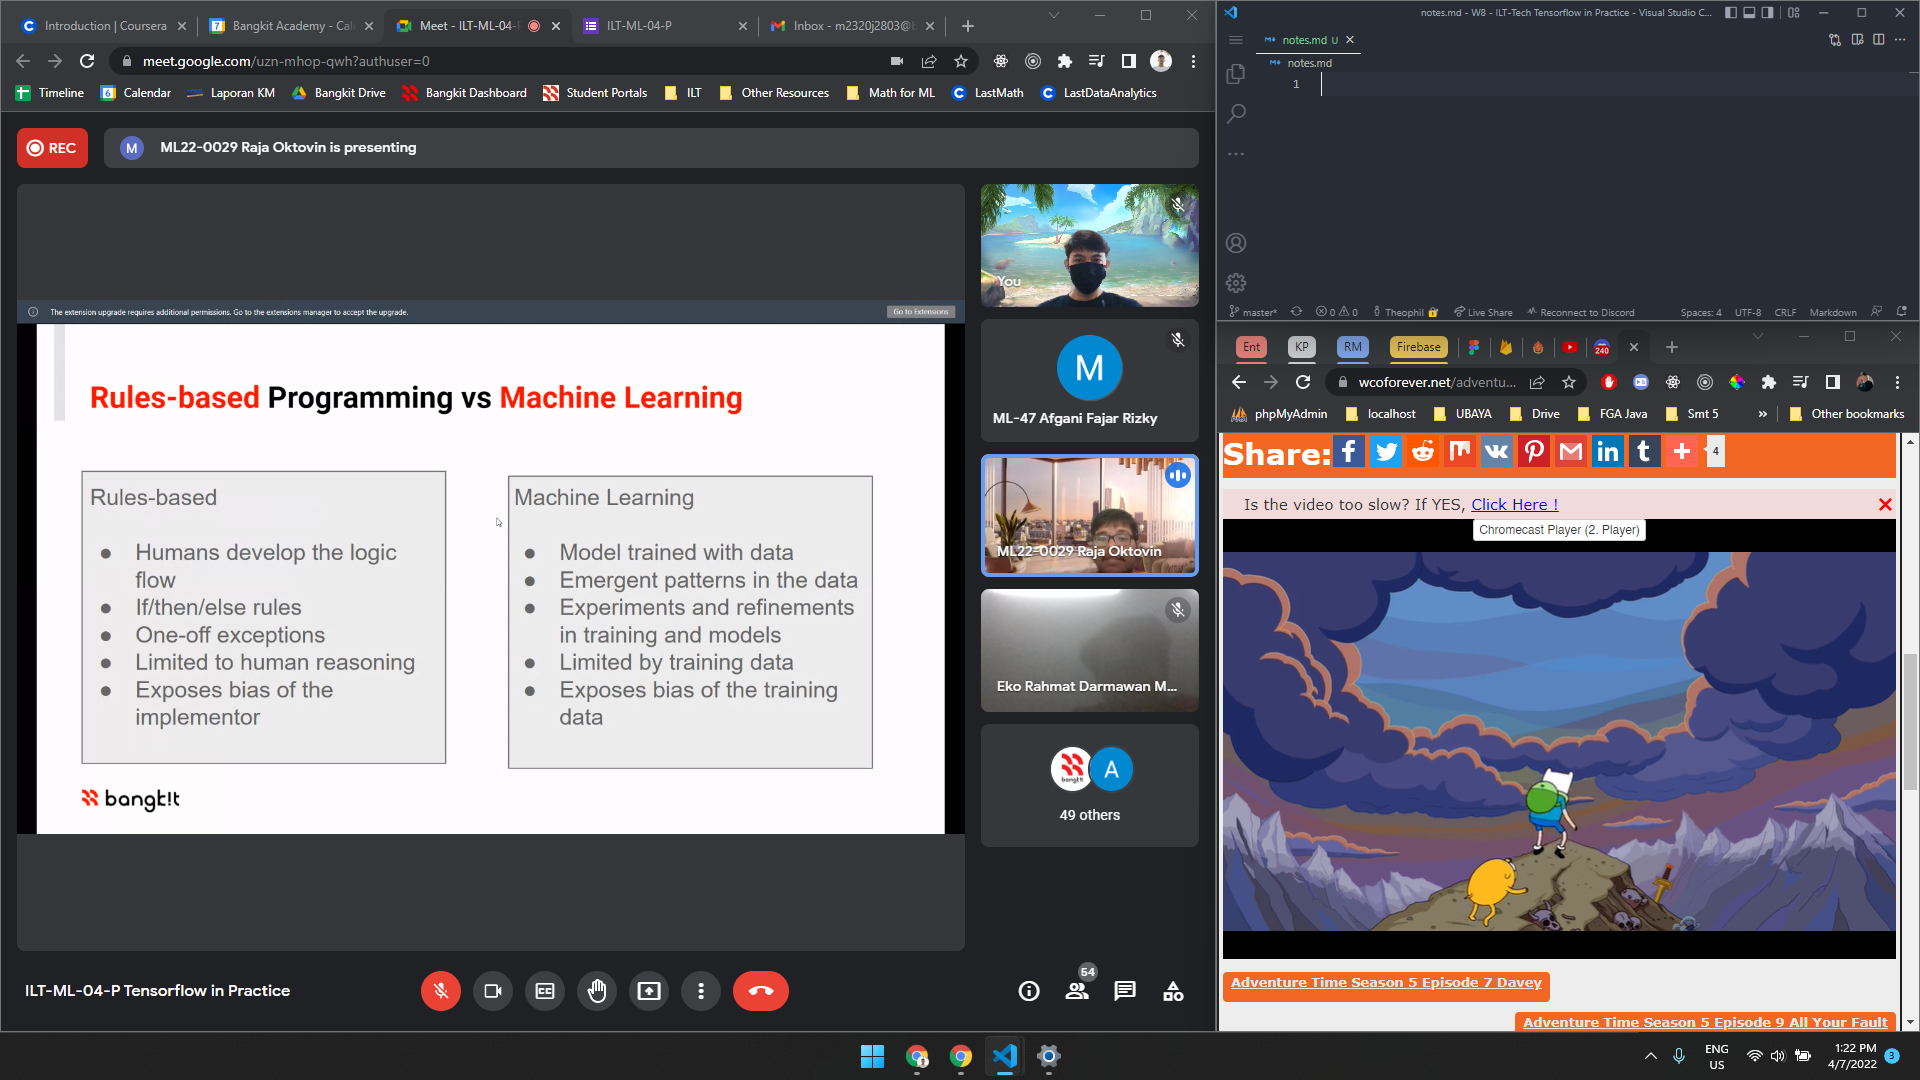 Introduction | Coursera
Bangkit Academy - Cale
Meet - ILT-ML-04-
ILT-ML-04-P
Inbox - m2320j2803@b
meet.google.com/uzn-mhop-qwh?authuser=0
Timeline
Calendar
Laporan KM
Bangkit Drive
Bangkit Dashboard
Student Portals
ILT
Other Resources
Math for ML
LastMath
LastDataAnalytics
REC
M
ML22-0029 Raja Oktovin is presenting
The extension upgrade requires additional permissions. Go to the extensions manager to accept the upgrade.
Go to Extensions
Rules-based Programming vs Machine Learning
Rules-based
● Humans develop the logic
flow
● If/then/else rules
● One-off exceptions
● Limited to human reasoning
● Exposes bias of the
implementor
Machine Learning
● Model trained with data
● Emergent patterns in the data
● Experiments and refinements
in training and models
● Limited by training data
● Exposes bias of the training
data
bangk!t
You
M
ML-47 Afgani Fajar Rizky
ML22-0029 Raja Oktovin
Eko Rahmat Darmawan M...
bangk!t
A
49 others
ILT-ML-04-P Tensorflow in Practice
54
notes.md - W8 - ILT-Tech Tensorflow in Practice - Visual Studio C...
notes.md U
notes.md
1
master*
0 0
Theophil
Live Share
Reconnect to Discord
Spaces: 4
UTF-8
CRLF
Markdown
Ent
KP
RM
Firebase
240
wcoforever.net/adventu...
phpMyAdmin
localhost
UBAYA
Drive
FGA Java
Smt 5
»
Other bookmarks
Share:
4
Is the video too slow? If YES, Click Here !
Chromecast Player (2. Player)
Adventure Time Season 5 Episode 7 Davey
Adventure Time Season 5 Episode 9 All Your Fault
ENG
US
1:22 PM
4/7/2022
3